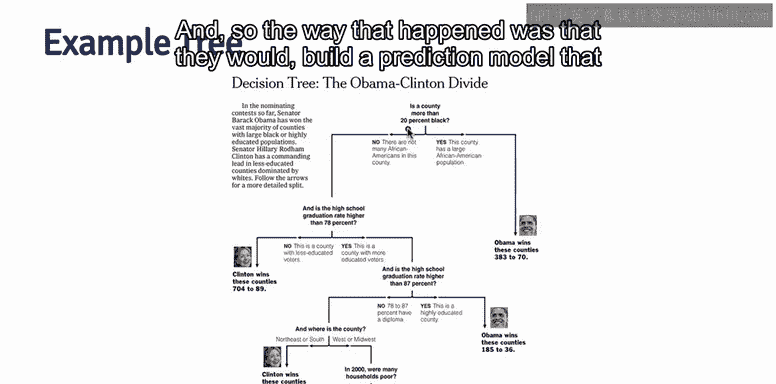 Example Tree
And, so the way that happened was that
they would, build a prediction model that
Decision Tree: The Obama-Clinton Divide
In the nominating
contests so far, Senator
Barack Obama has won the
vast majority of counties
with large black or highly
educated populations.
Senator Hillary Rodham
Clinton has a commanding
lead in less-educated
counties dominated by
whites. Follow the arrows
for a more detailed split.
Is a county
more than
20 percent black?
NO There are not
many African-
Americans in this
county.
YES This county
has a large
African-American
population.
And is the high school
graduation rate higher
than 78 percent?
Obama wins
these counties
383 to 70.
NO This is a county
with less-educated
voters.
YES This is a
county with more
educated voters.
Clinton wins
these counties
704 to 89.
And is the high school
graduation rate higher
than 87 percent?
NO 78 to 87
percent have
a diploma.
YES This is a
highly educated
county.
And where is the county?
Northeast or South
West or Midwest
Obama wins
these counties
185 to 36.
Clinton wins
these counties
In 2000, were many
households poor?